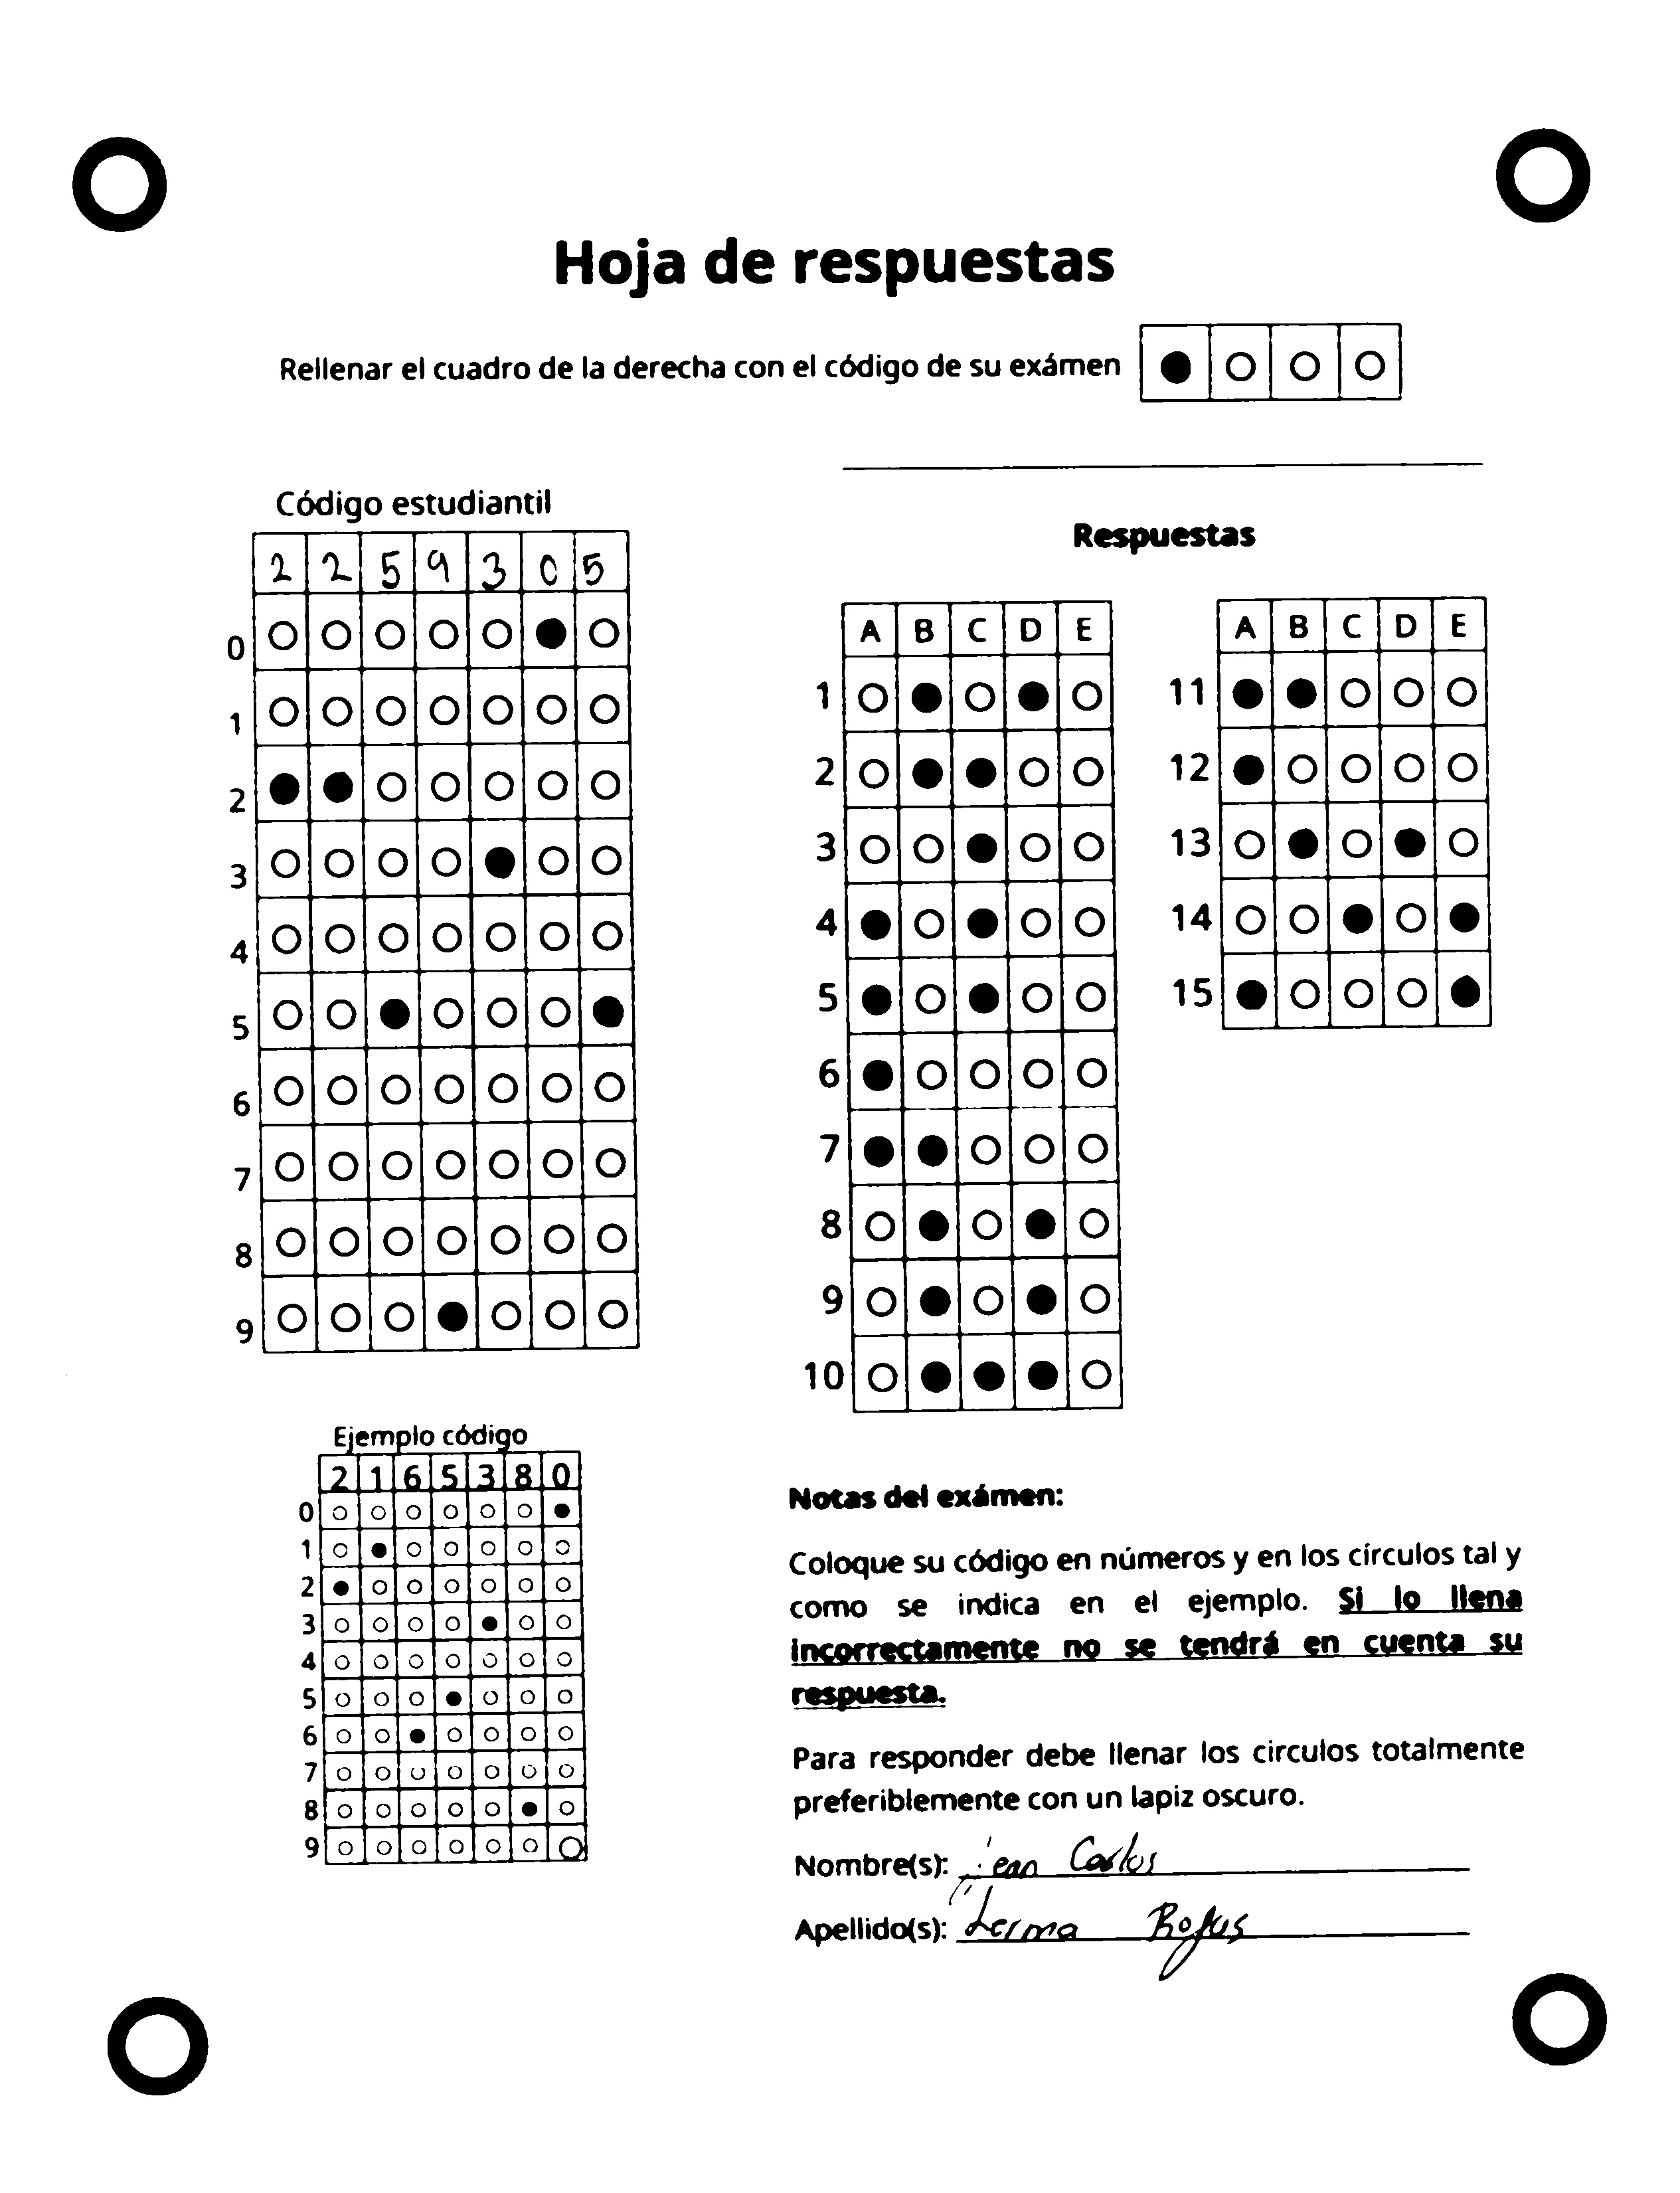 Hoja de respuestas
Rellenar el cuadro de la derecha con el código de su exámen
Código estudiantil
2 2 5 9 3 0 5
0
1
2
3
4
5
6
7
8
9
Ejemplo código
2 1 6 5 3 8 0
0
1
2
3
4
5
6
7
8
9
Respuestas
A B C D E
1
2
3
4
5
6
7
8
9
10
A B C D E
11
12
13
14
15
Notas del exámen:
Coloque su código en números y en los círculos tal y
como se indica en el ejemplo. Si lo llena
incorrectamente no se tendrá en cuenta su
respuesta.
Para responder debe llenar los circulos totalmente
preferiblemente con un lapiz oscuro.
Nombre(s): Jean Carlos
Apellido(s): Lerma Rojas